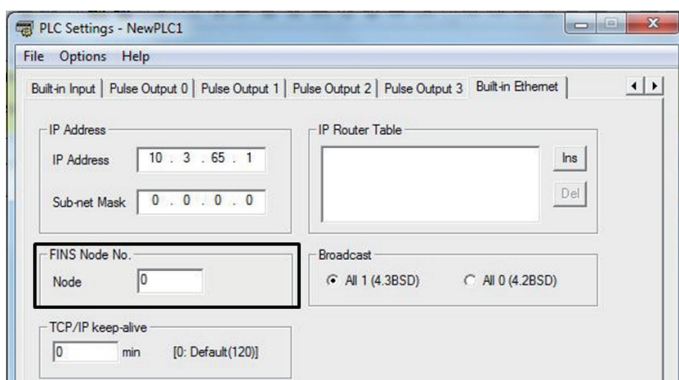 PLC Settings - NewPLC1
File Options Help
Built-in Input Pulse Output 0 Pulse Output 1 Pulse Output 2 Pulse Output 3 Built-in Ethernet
IP Address
IP Address 10 . 3 . 65 . 1
Sub-net Mask 0 . 0 . 0 . 0
IP Router Table
Ins
Del
FINS Node No.
Node 0
Broadcast
All 1 (4.3BSD) All 0 (4.2BSD)
TCP/IP keep-alive
0 min [0: Default(120)]